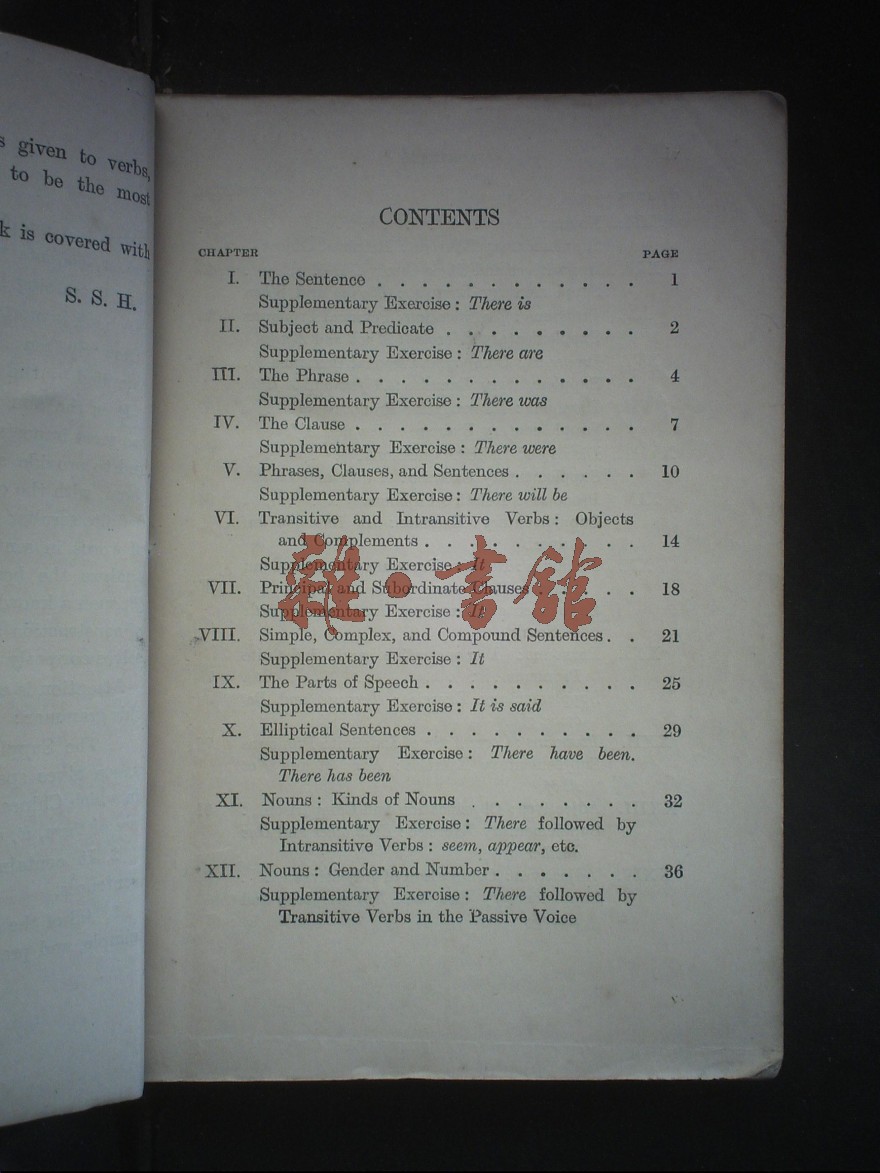 s given to verbs,
to be the most
k is covered with
S. S. H.
CONTENTS
CHAPTER PAGE
I. The Sentence . . . . . . . . . . . . 1
Supplementary Exercise : There is
II. Subject and Predicate . . . . . . . . . 2
Supplementary Exercise : There are
III. The Phrase . . . . . . . . . . . . . 4
Supplementary Exercise : There was
IV. The Clause . . . . . . . . . . . . . 7
Supplementary Exercise : There were
V. Phrases, Clauses, and Sentences . . . . . . 10
Supplementary Exercise : There will be
VI. Transitive and Intransitive Verbs : Objects
and Complements . . . . . . . . . . 14
Supplementary Exercise : It
VII. Principal and Subordinate Clauses . . . . . 18
Supplementary Exercise : It
VIII. Simple, Complex, and Compound Sentences . . 21
Supplementary Exercise : It
IX. The Parts of Speech . . . . . . . . . . 25
Supplementary Exercise : It is said
X. Elliptical Sentences . . . . . . . . . . 29
Supplementary Exercise : There have been.
There has been
XI. Nouns : Kinds of Nouns . . . . . . . . 32
Supplementary Exercise : There followed by
Intransitive Verbs : seem, appear, etc.
XII. Nouns : Gender and Number . . . . . . . 36
Supplementary Exercise : There followed by
Transitive Verbs in the Passive Voice
雜·書館